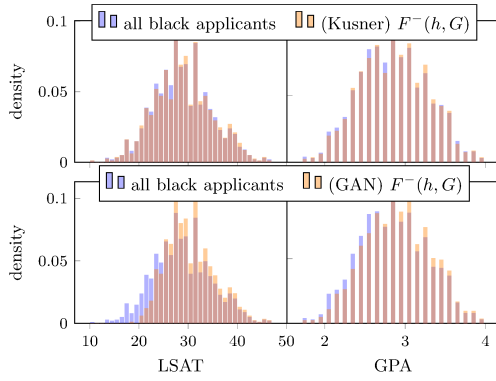 all black applicants (Kusner) F⁻(h, G)
0.1
0.05
0
density
all black applicants (GAN) F⁻(h, G)
0.1
0.05
0
density
10 20 30 40 50 2 3 4
LSAT GPA